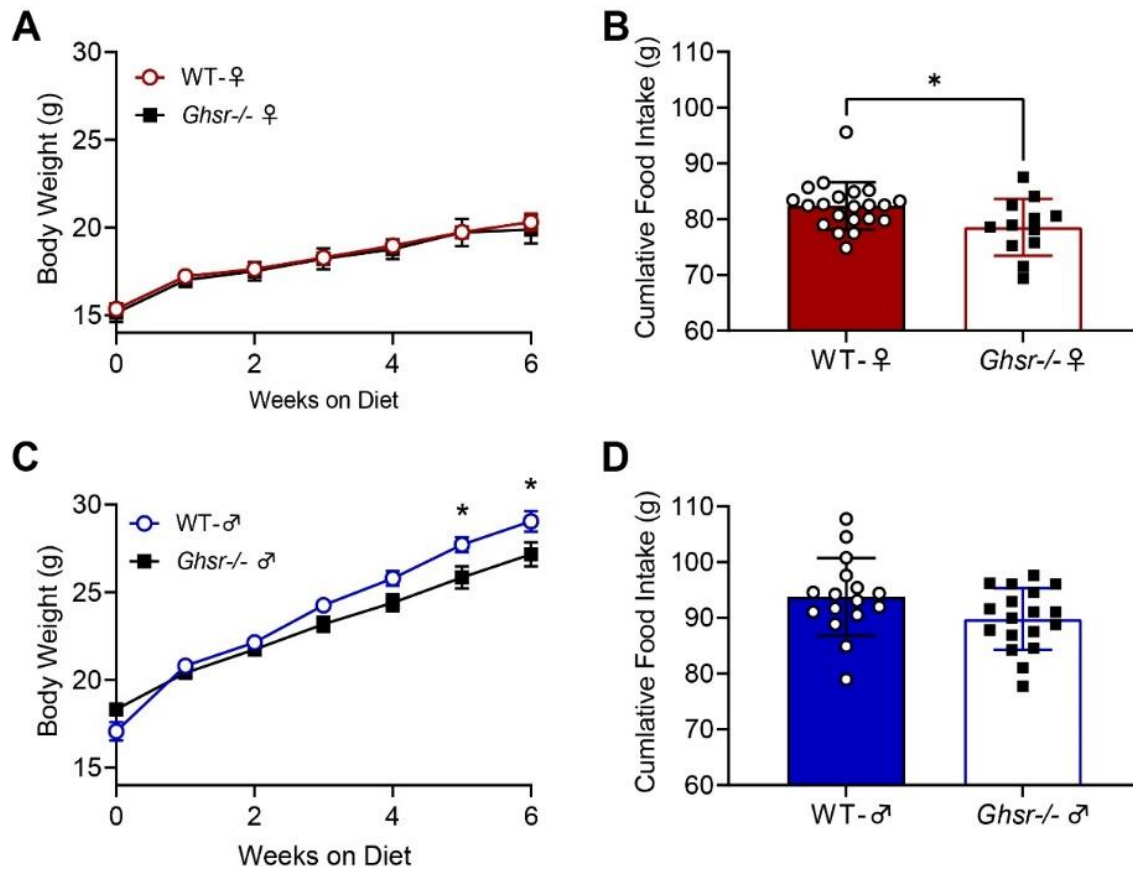 A
30
25
20
15
Body Weight (g)
WT-♀
Ghsr-/- ♀
0 2 4 6
Weeks on Diet
B
110
100
90
80
70
60
Cumlative Food Intake (g)
*
WT-♀ Ghsr-/- ♀
C
30
25
20
15
Body Weight (g)
WT-♂
Ghsr-/- ♂
* *
0 2 4 6
Weeks on Diet
D
110
100
90
80
70
60
Cumlative Food Intake (g)
WT-♂ Ghsr-/- ♂